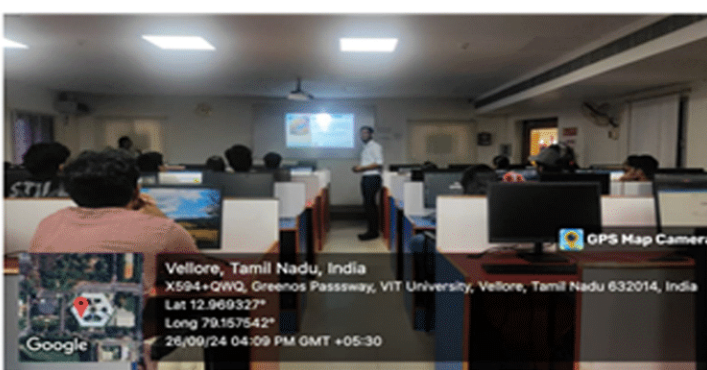 GPS Map Camera
Vellore, Tamil Nadu, India
X594+QWQ, Greenos Passsway, VIT University, Vellore, Tamil Nadu 632014, India
Lat 12.969327°
Long 79.157542°
26/09/24 04:09 PM GMT +05:30
Google